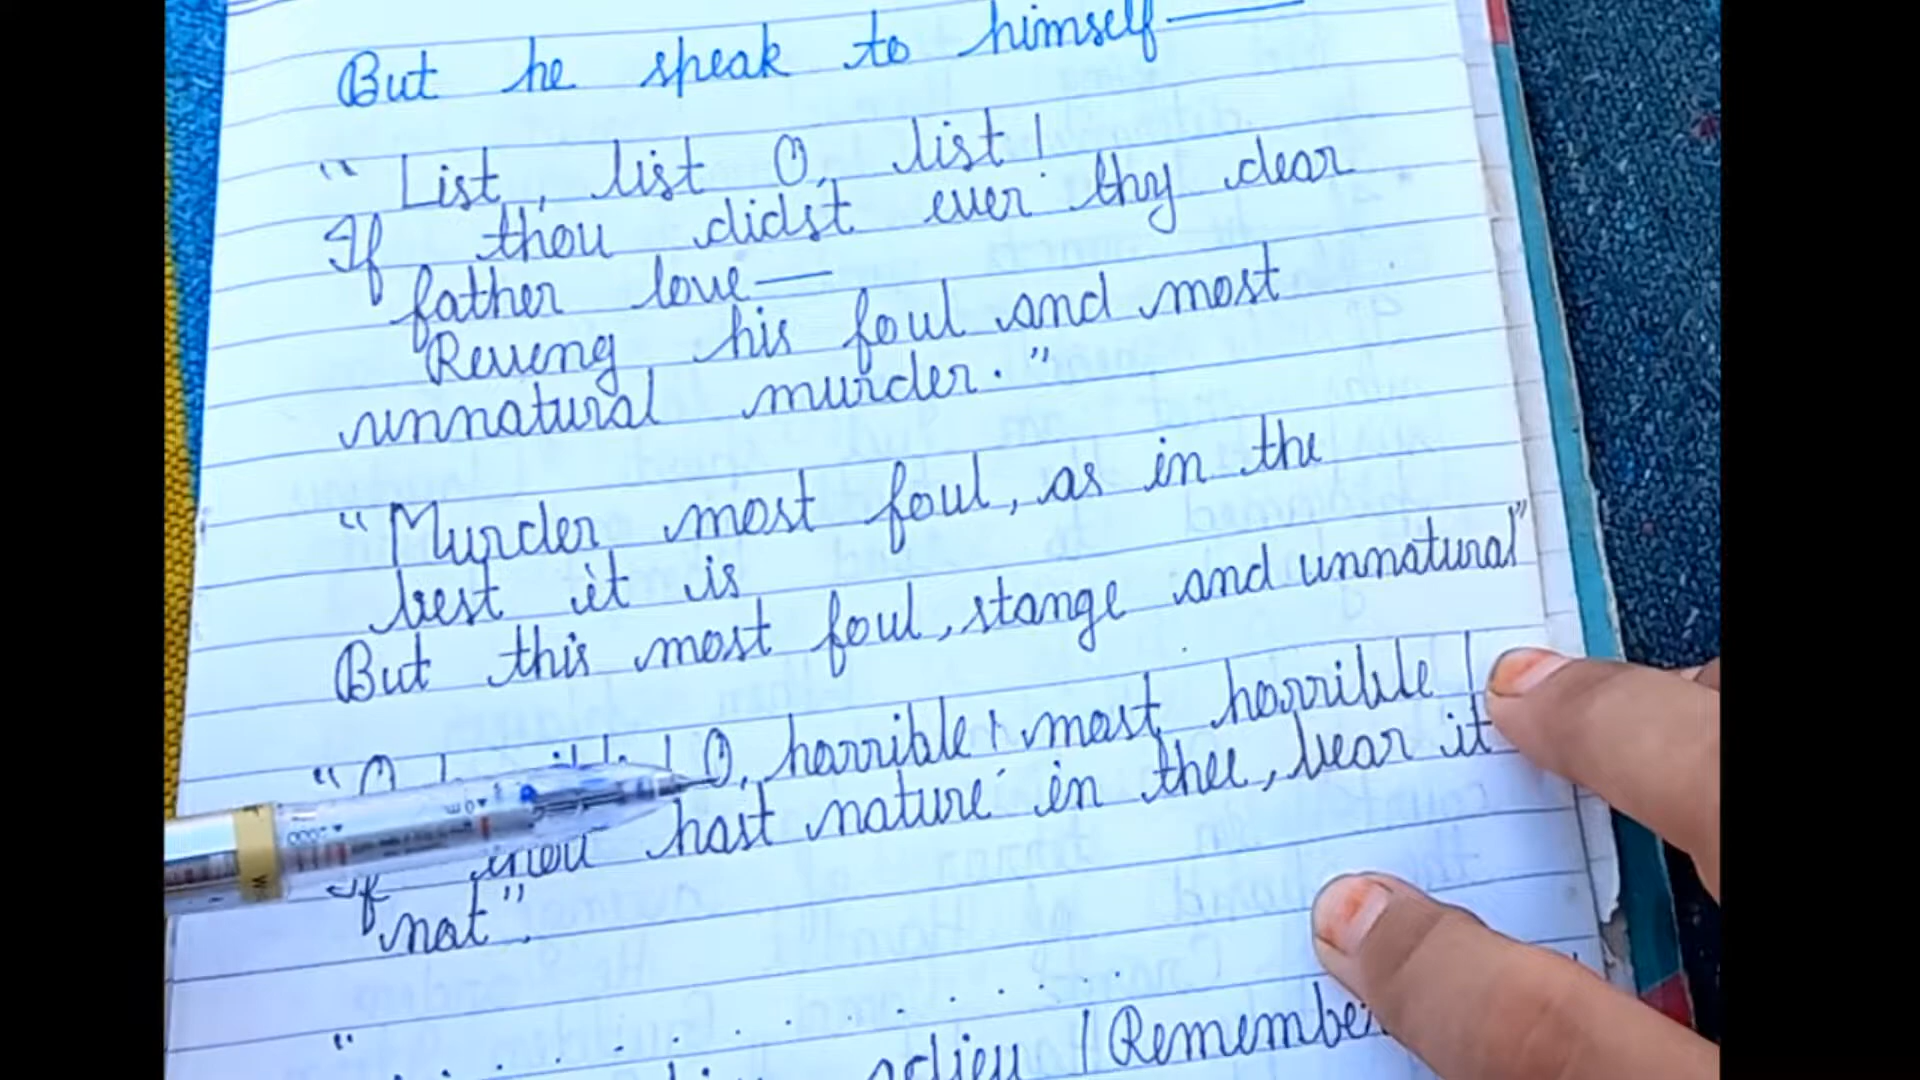 But he speak to himself—
“ List, list O, list!
If thou didst ever thy dear
father love—
Reveng his foul and most
unnatural murder.”
“Murder most foul, as in the
best it is
But this most foul, stange and unnatural”
“O ! O, horrible! most horrible!
If thou hast nature in thee, bear it
not”.
“ . . . . . . . . . .
adieu ! Remember